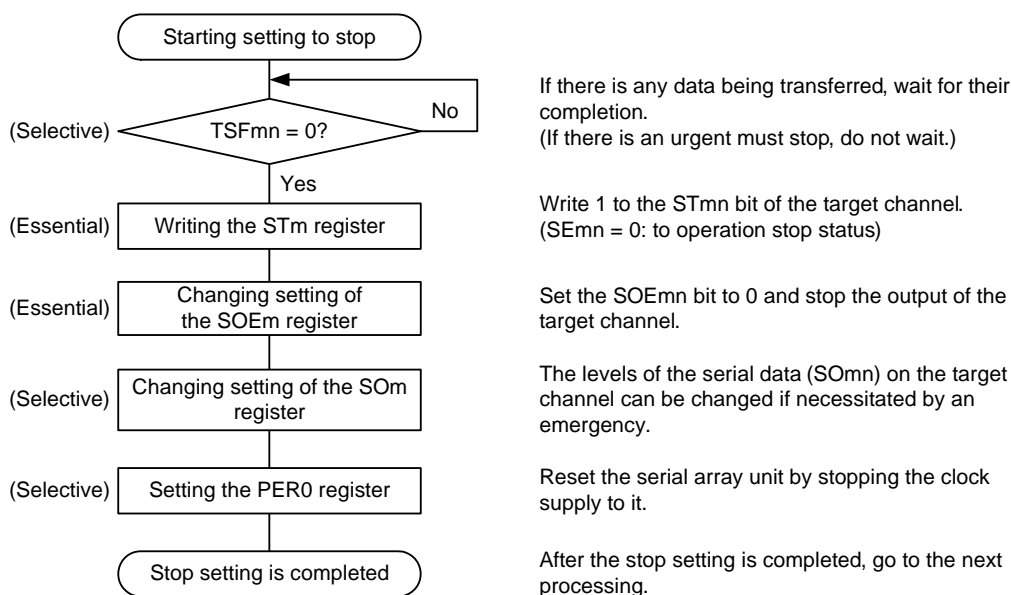 Starting setting to stop
If there is any data being transferred, wait for their
completion.
(If there is an urgent must stop, do not wait.)
No
(Selective)
TSFmn = 0?
Yes
Write 1 to the STmn bit of the target channel.
(SEmn = 0: to operation stop status)
(Essential)
Writing the STm register
(Essential)
Changing setting of
the SOEm register
Set the SOEmn bit to 0 and stop the output of the
target channel.
(Selective)
Changing setting of the SOm
register
The levels of the serial data (SOmn) on the target
channel can be changed if necessitated by an
emergency.
(Selective)
Setting the PER0 register
Reset the serial array unit by stopping the clock
supply to it.
Stop setting is completed
After the stop setting is completed, go to the next
processing.